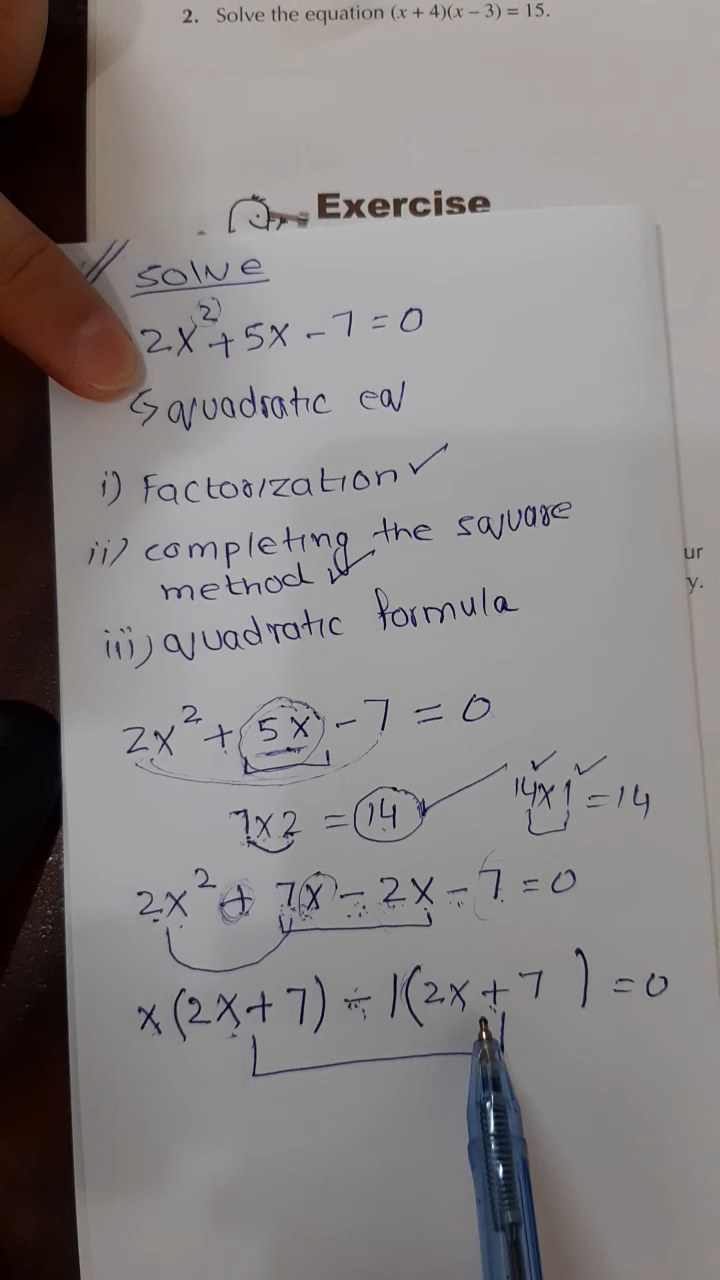 2. Solve the equation (x + 4)(x – 3) = 15.
Exercise
Solve
2x² + 5x - 7 = 0
↳ quadratic eq
i) Factorization ✓
ii) completing the square
method ✓
ur
y.
iii) quadratic formula
2x² + 5x - 7 = 0
7x2 = 14 14x1 = 14
2x² + 7x - 2x - 7 = 0
x(2x + 7) - 1(2x + 7) = 0